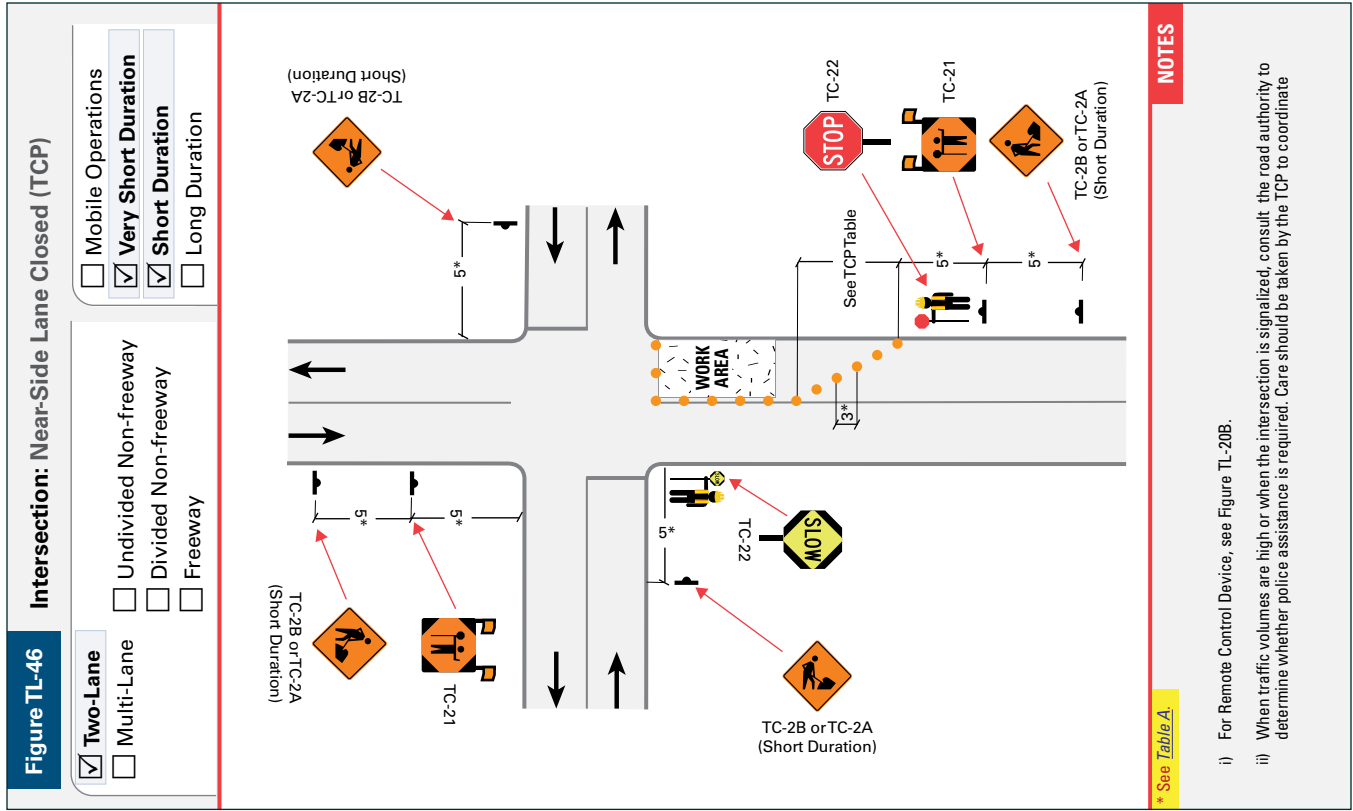 Figure TL-46
Intersection: Near-Side Lane Closed (TCP)
Two-Lane
Multi-Lane
Undivided Non-freeway
Divided Non-freeway
Freeway
Mobile Operations
Very Short Duration
Short Duration
Long Duration
TC-2B or TC-2A
(Short Duration)
5*
5*
TC-21
TC-2B or TC-2A
(Short Duration)
5*
WORK
AREA
3*
See TCP Table
5*
5*
STOP
TC-22
TC-21
TC-2B or TC-2A
(Short Duration)
5*
TC-22
SLOW
TC-2B or TC-2A
(Short Duration)
* See Table A.
NOTES
i) For Remote Control Device, see Figure TL-20B.
ii) When traffic volumes are high or when the intersection is signalized, consult the road authority to
determine whether police assistance is required. Care should be taken by the TCP to coordinate